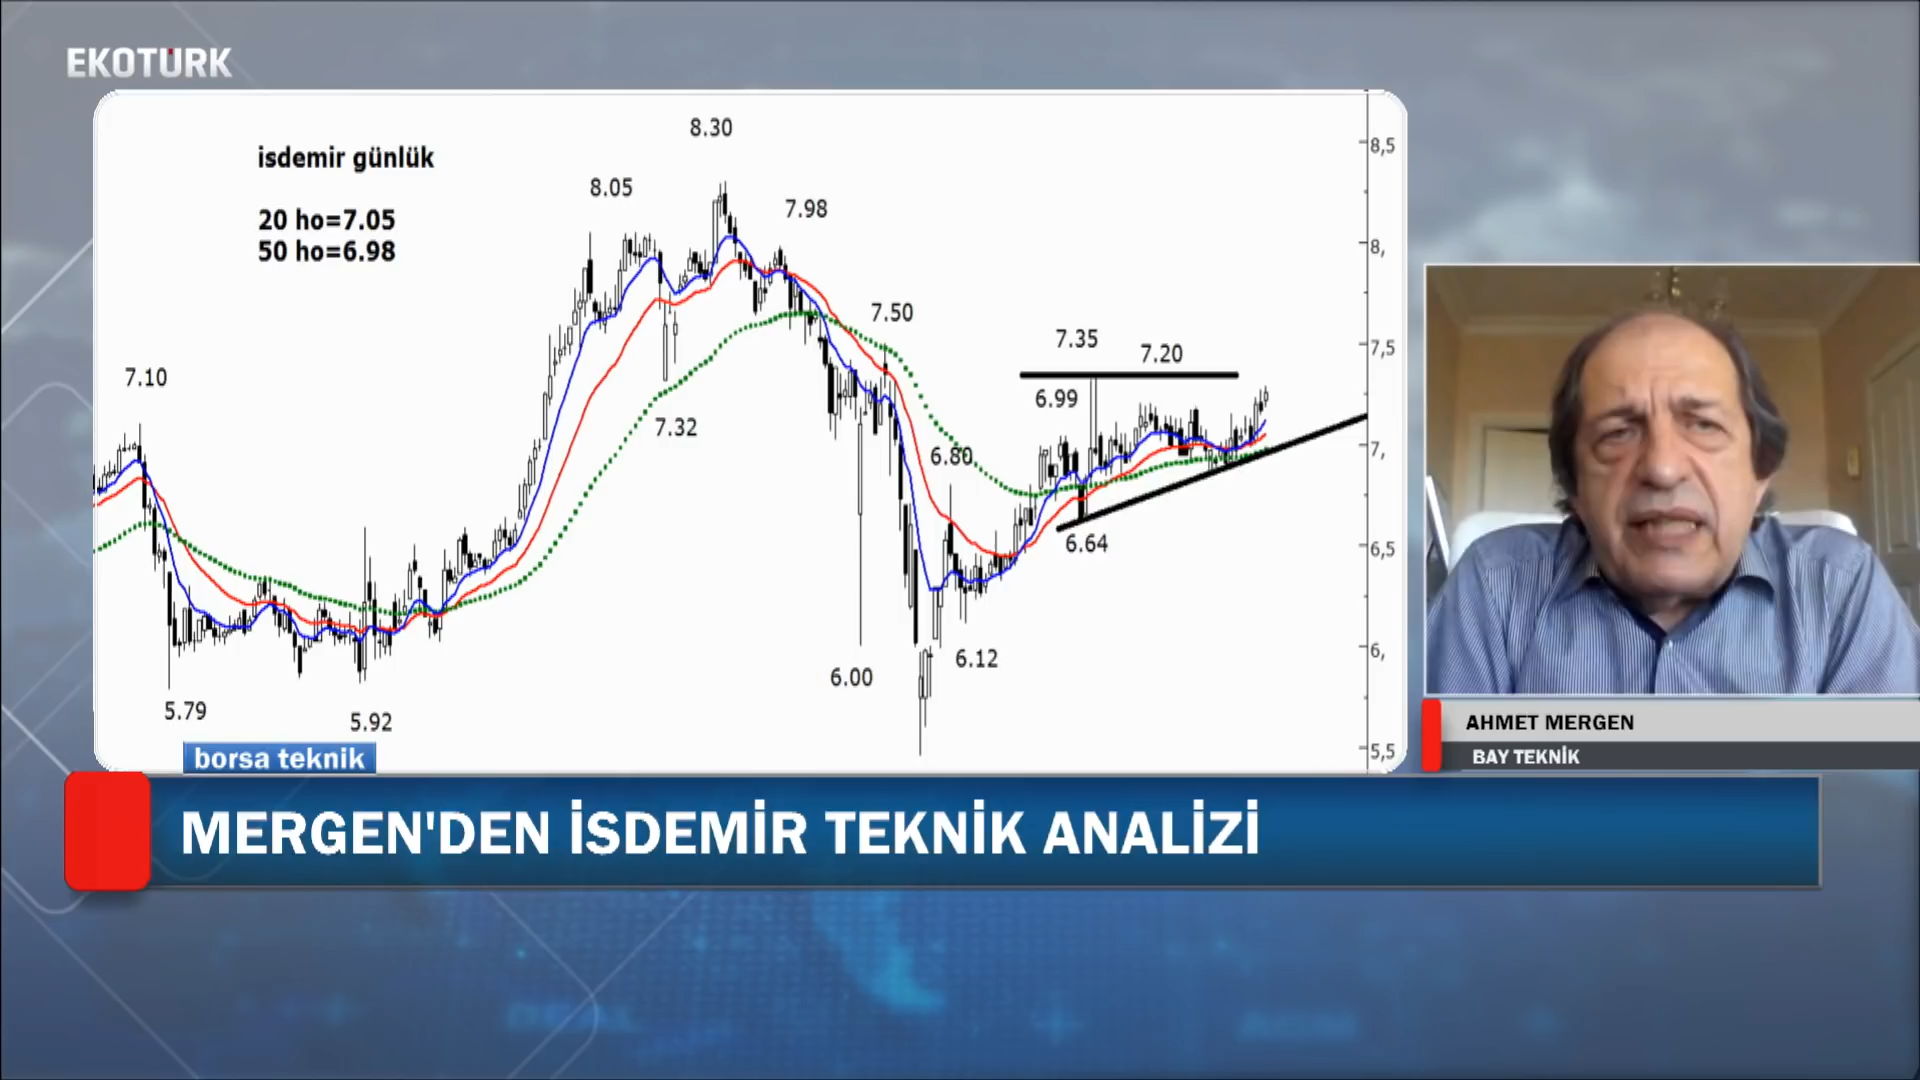 EKOTÜRK
isdemir günlük
20 ho=7.05
50 ho=6.98
8.30
8.05
7.98
7.50
7.35
7.20
7.10
6.99
7.32
6.80
6.64
6.12
6.00
5.79
5.92
8,5
8,
7,5
7,
6,5
6,
5,5
AHMET MERGEN
BAY TEKNİK
borsa teknik
MERGEN'DEN İSDEMİR TEKNİK ANALİZİ